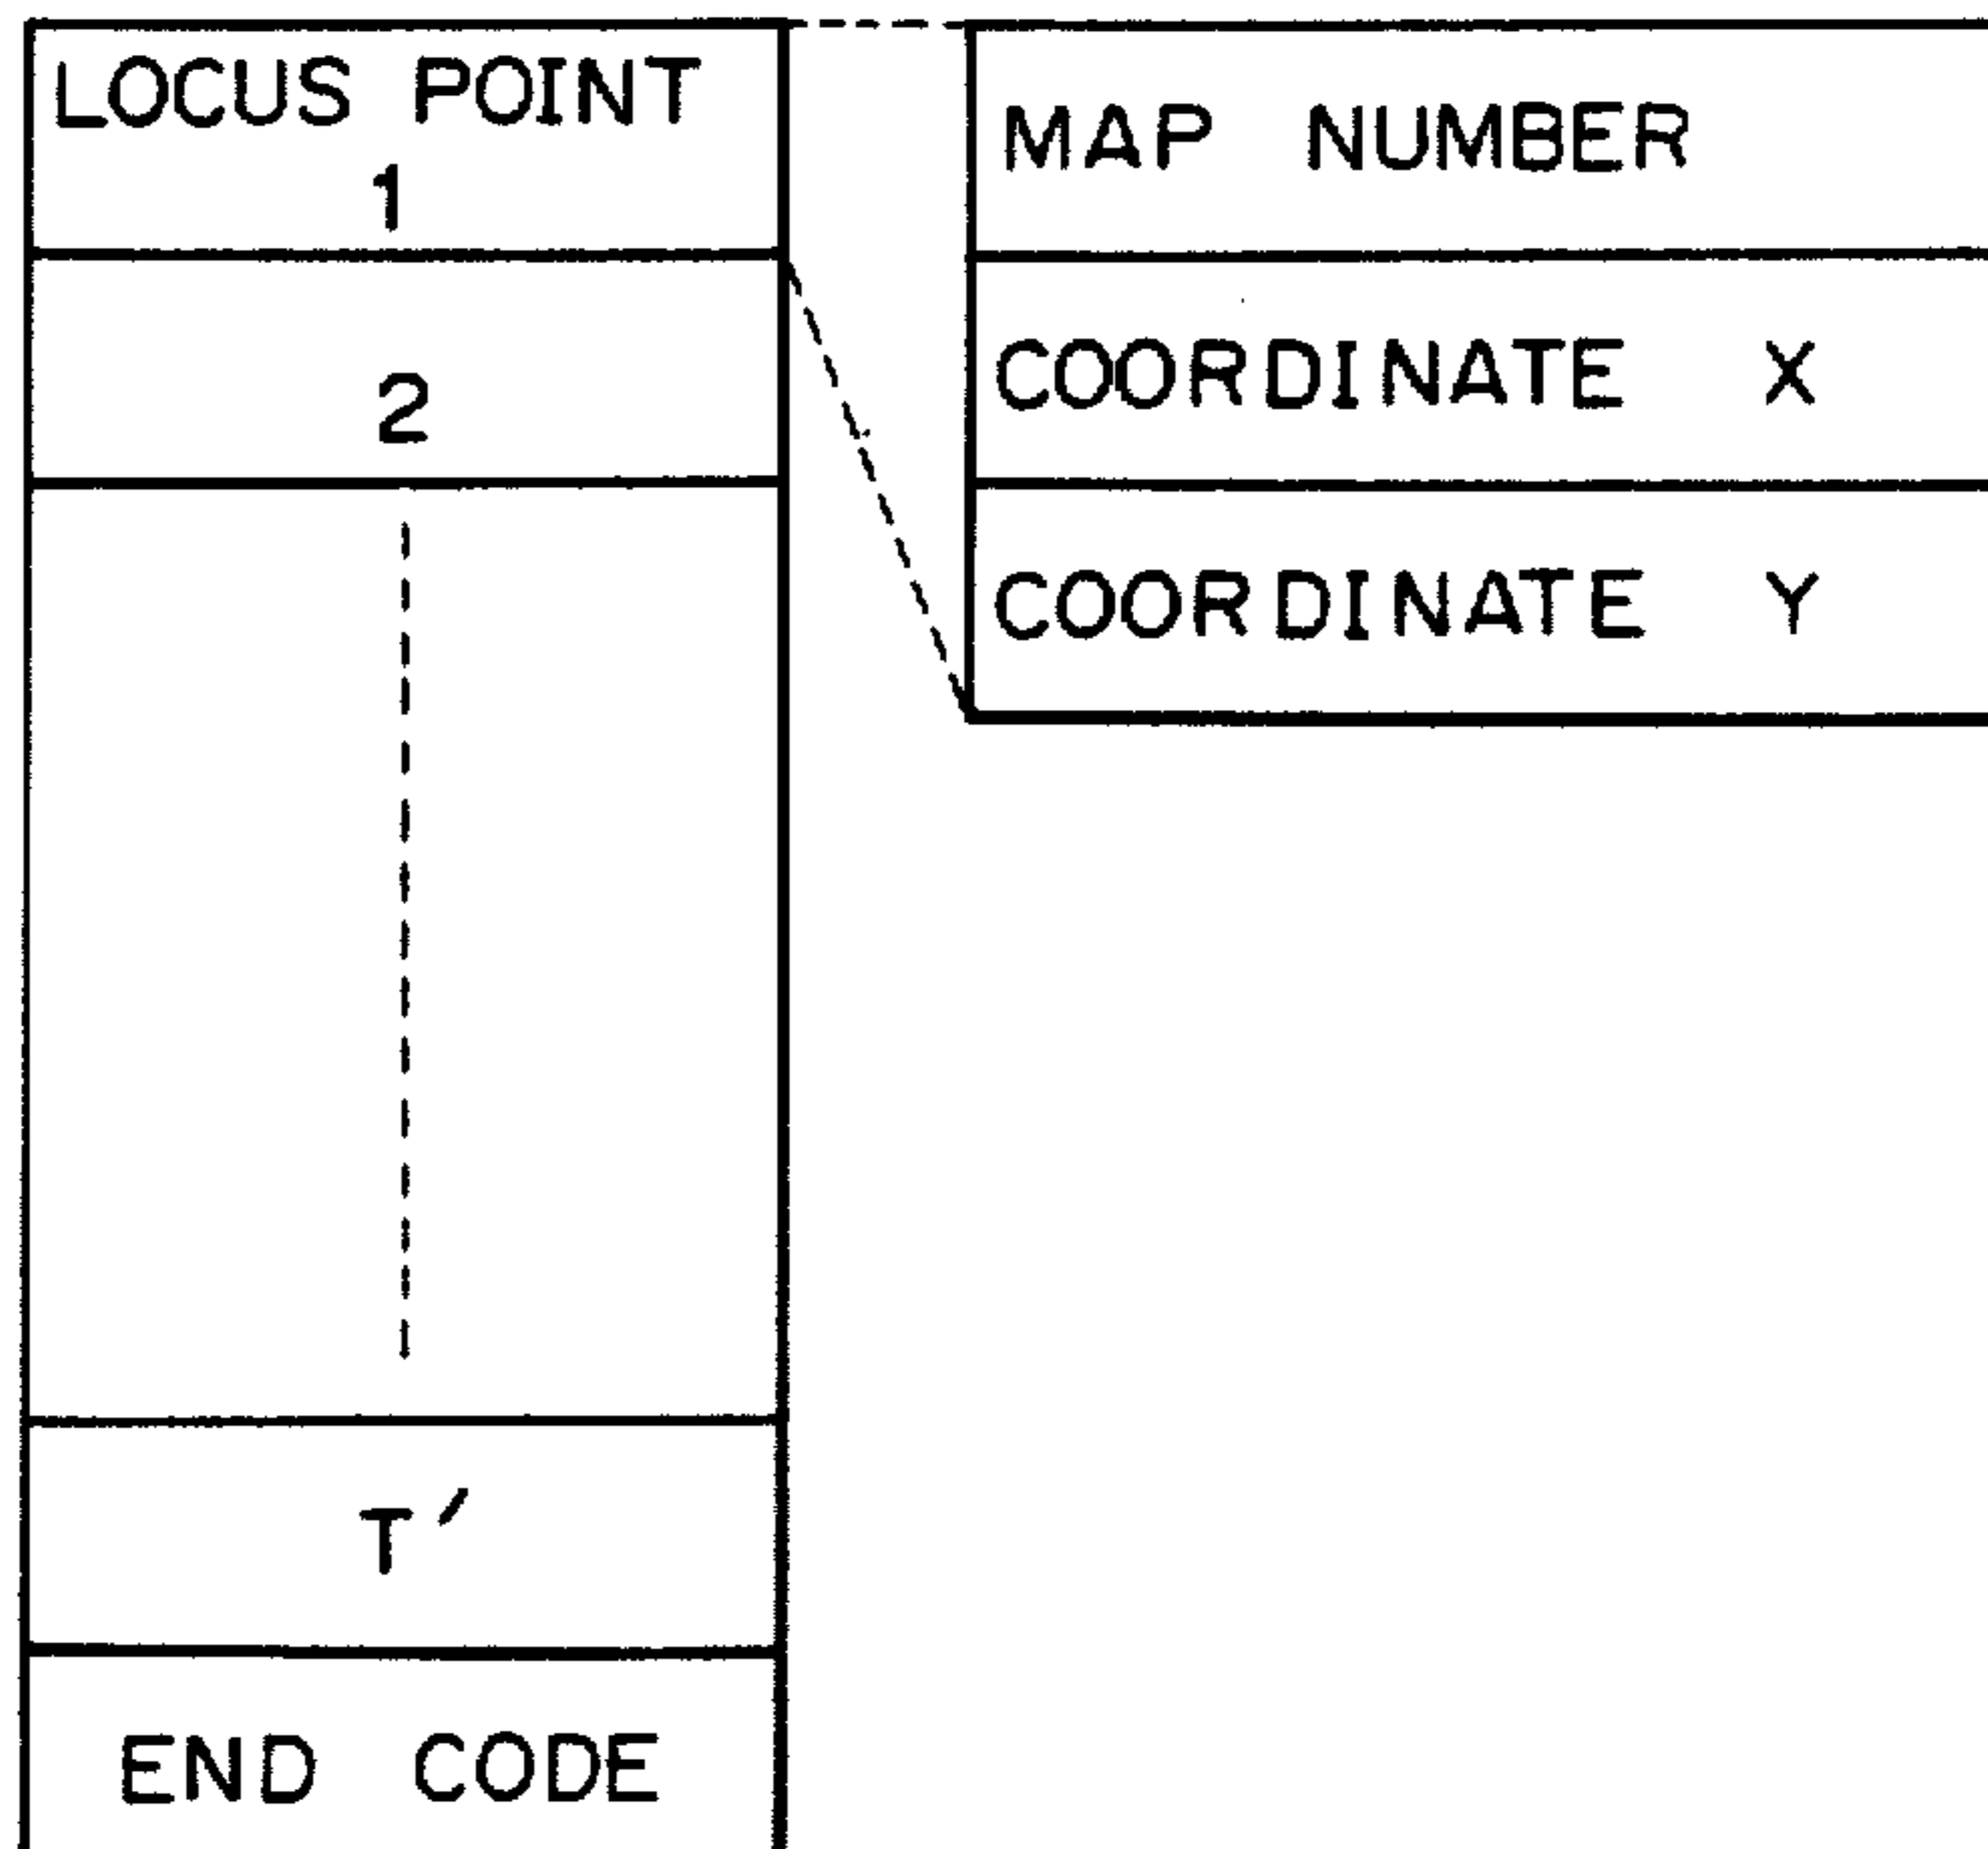 LOCUS POINT
1
2
T'
END CODE
MAP NUMBER
COORDINATE X
COORDINATE Y